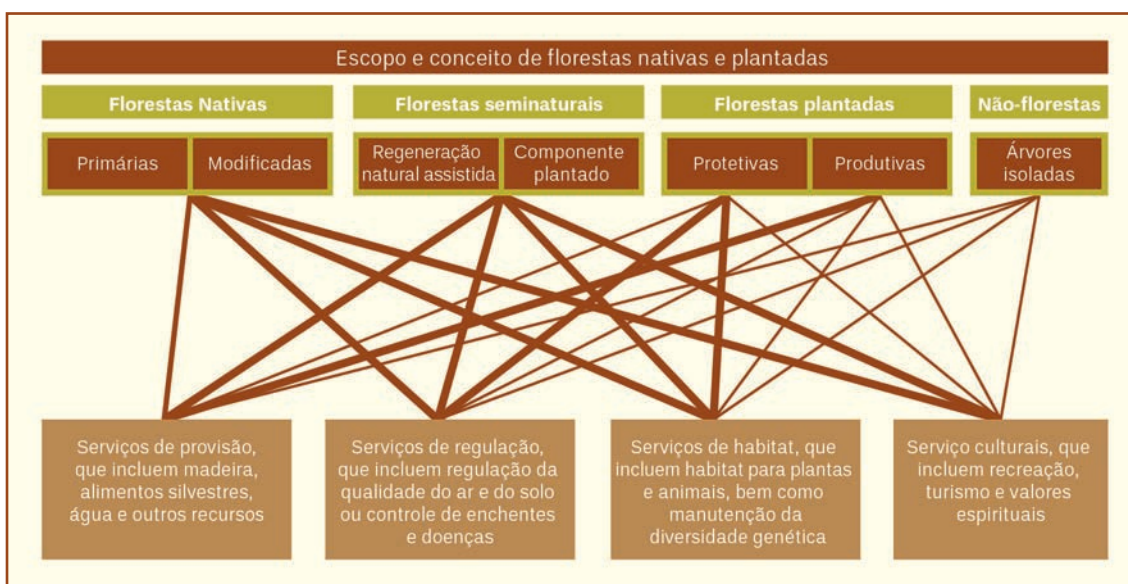 Escopo e conceito de florestas nativas e plantadas
Florestas Nativas
Florestas seminaturais
Florestas plantadas
Não-florestas
Primárias
Modificadas
Regeneração
natural assistida
Componente
plantado
Protetivas
Produtivas
Árvores
isoladas
Serviços de provisão,
que incluem madeira,
alimentos silvestres,
água e outros recursos
Serviços de regulação,
que incluem regulação da
qualidade do ar e do solo
ou controle de enchentes
e doenças
Serviços de habitat, que
incluem habitat para plantas
e animais, bem como
manutenção da
diversidade genética
Serviço culturais, que
incluem recreação,
turismo e valores
espirituais